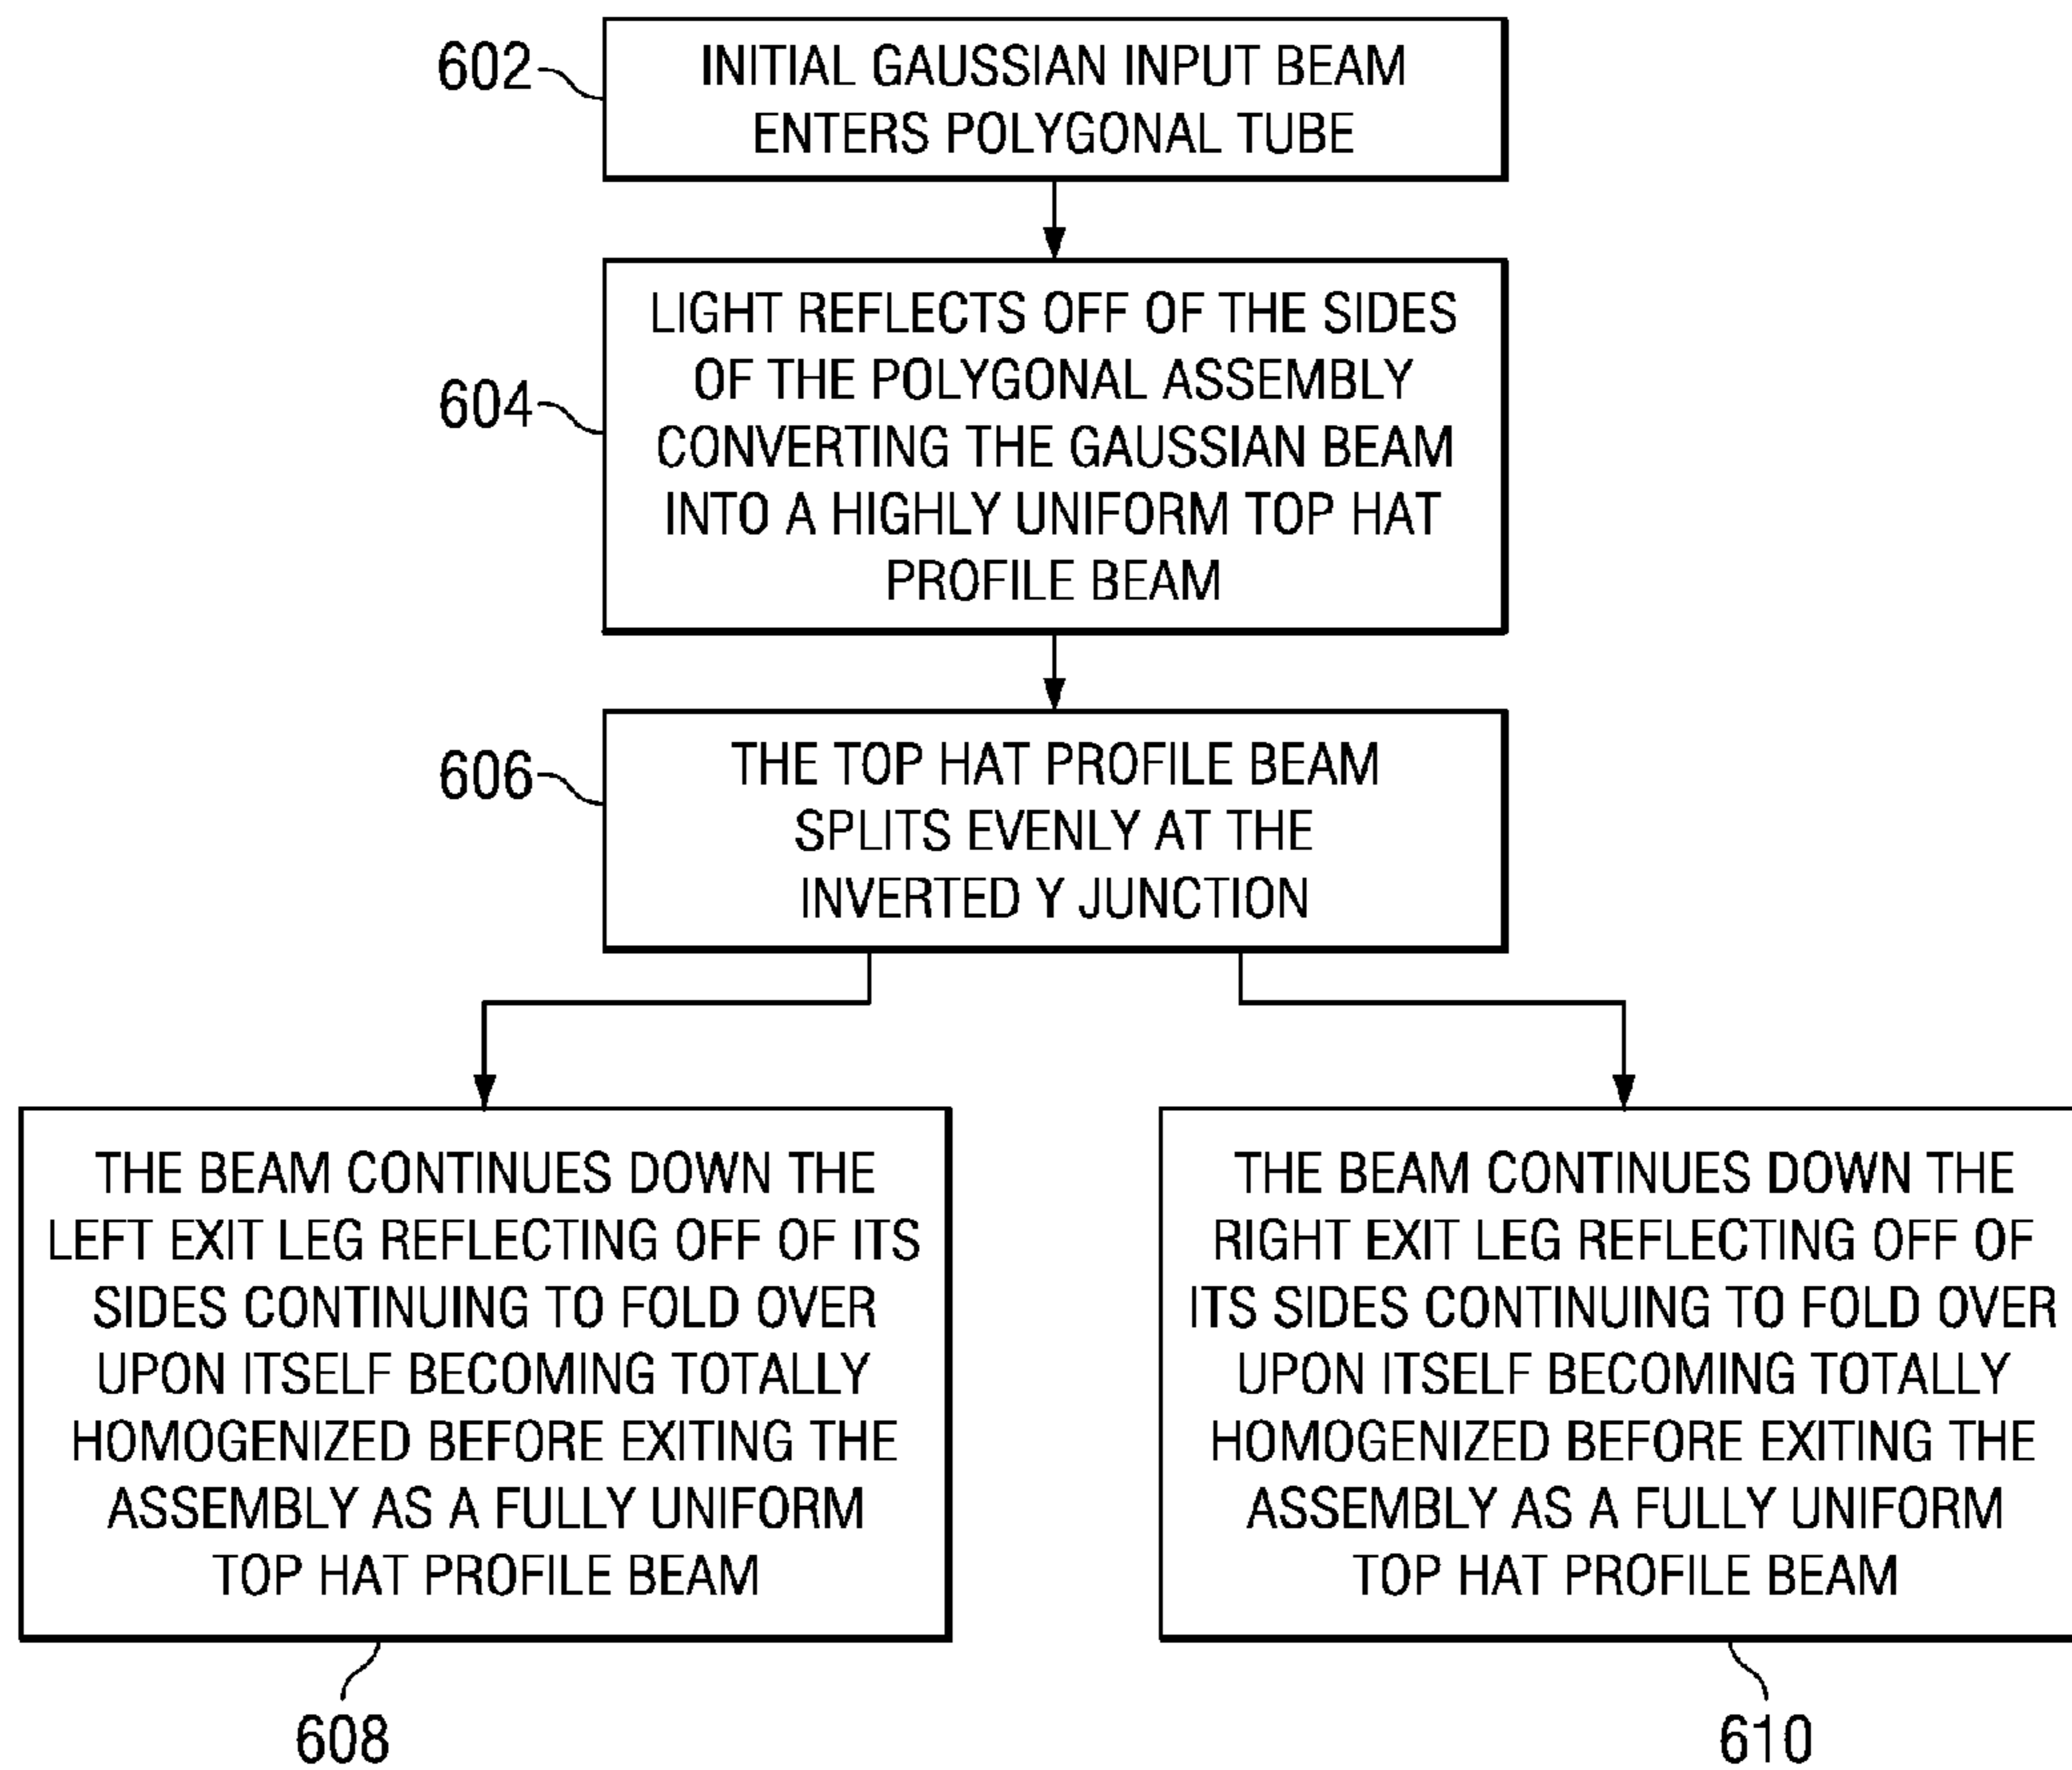 602
INITIAL GAUSSIAN INPUT BEAM
ENTERS POLYGONAL TUBE
604
LIGHT REFLECTS OFF OF THE SIDES
OF THE POLYGONAL ASSEMBLY
CONVERTING THE GAUSSIAN BEAM
INTO A HIGHLY UNIFORM TOP HAT
PROFILE BEAM
606
THE TOP HAT PROFILE BEAM
SPLITS EVENLY AT THE
INVERTED Y JUNCTION
THE BEAM CONTINUES DOWN THE
LEFT EXIT LEG REFLECTING OFF OF ITS
SIDES CONTINUING TO FOLD OVER
UPON ITSELF BECOMING TOTALLY
HOMOGENIZED BEFORE EXITING THE
ASSEMBLY AS A FULLY UNIFORM
TOP HAT PROFILE BEAM
608
THE BEAM CONTINUES DOWN THE
RIGHT EXIT LEG REFLECTING OFF OF
ITS SIDES CONTINUING TO FOLD OVER
UPON ITSELF BECOMING TOTALLY
HOMOGENIZED BEFORE EXITING THE
ASSEMBLY AS A FULLY UNIFORM
TOP HAT PROFILE BEAM
610